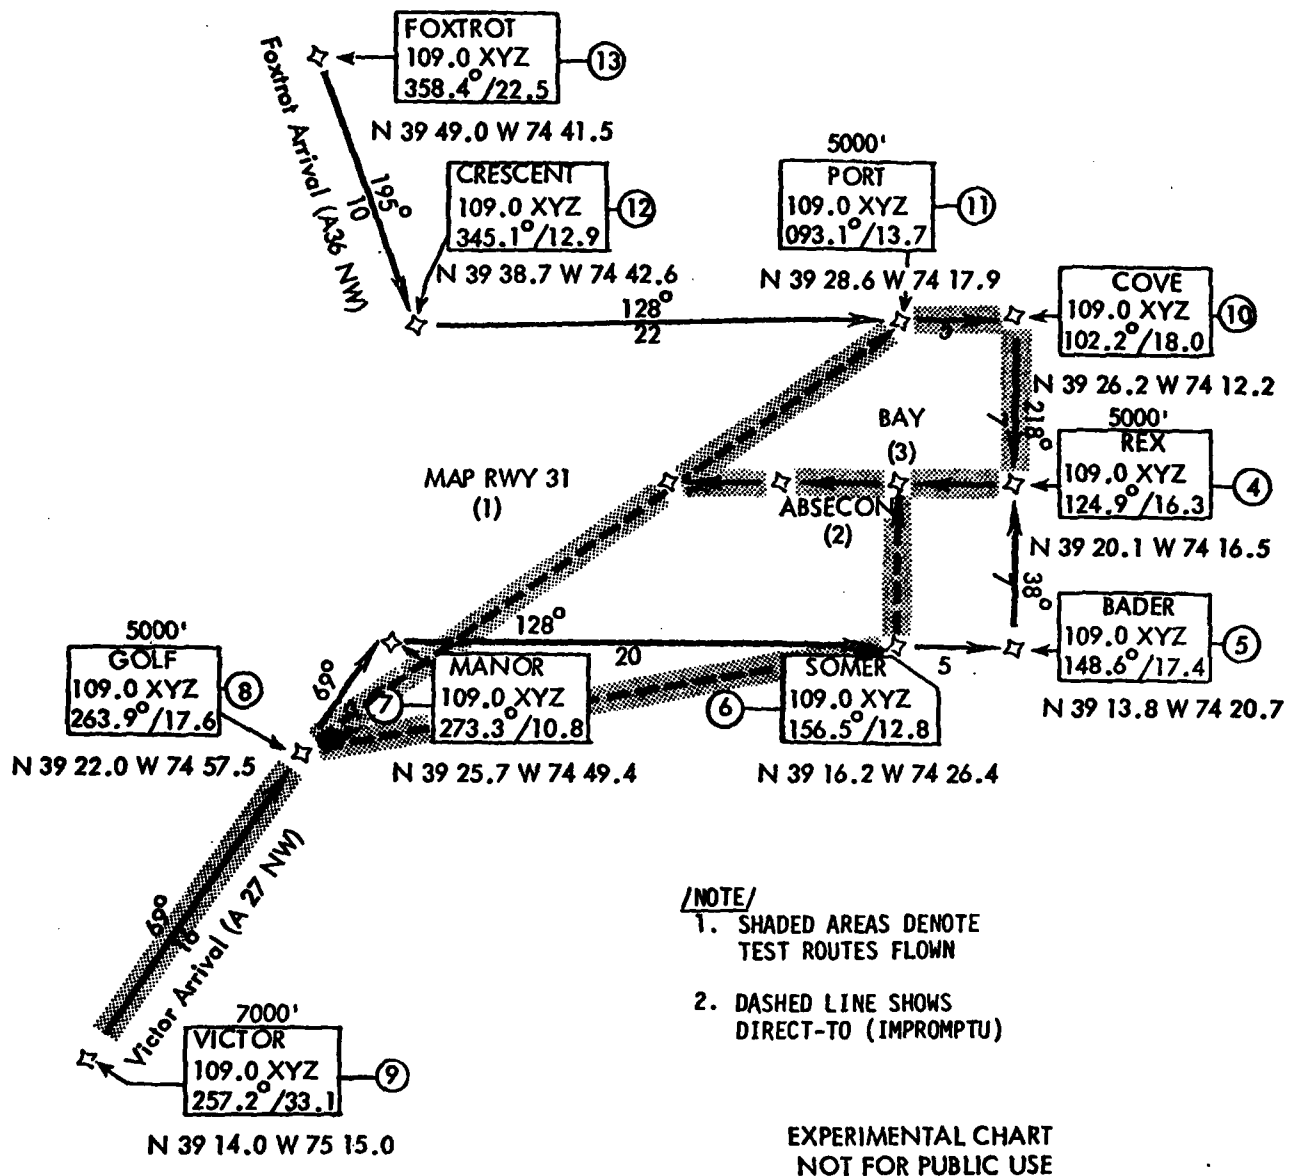 FOXTROT
109.0 XYZ
358.4°/22.5
13
N 39 49.0 W 74 41.5
Foxtrot Arrival (A36 NW)
195°
10
CRESCENT
109.0 XYZ
345.1°/12.9
12
N 39 38.7 W 74 42.6
128°
22
5000'
PORT
109.0 XYZ
093.1°/13.7
11
N 39 28.6 W 74 17.9
5
COVE
109.0 XYZ
102.2°/18.0
10
N 39 26.2 W 74 12.2
218°
7
BAY
(3)
5000'
REX
109.0 XYZ
124.9°/16.3
4
N 39 20.1 W 74 16.5
MAP RWY 31
(1)
ABSECON
(2)
38°
7
BADER
109.0 XYZ
148.6°/17.4
5
N 39 13.8 W 74 20.7
128°
20
5
5000'
GOLF
109.0 XYZ
263.9°/17.6
8
N 39 22.0 W 74 57.5
69°
MANOR
109.0 XYZ
273.3°/10.8
7
N 39 25.7 W 74 49.4
SOMER
109.0 XYZ
156.5°/12.8
6
N 39 16.2 W 74 26.4
69°
16
Victor Arrival (A 27 NW)
7000'
VICTOR
109.0 XYZ
257.2°/33.1
9
N 39 14.0 W 75 15.0
/NOTE/
1. SHADED AREAS DENOTE
TEST ROUTES FLOWN
2. DASHED LINE SHOWS
DIRECT-TO (IMPROMPTU)
EXPERIMENTAL CHART
NOT FOR PUBLIC USE